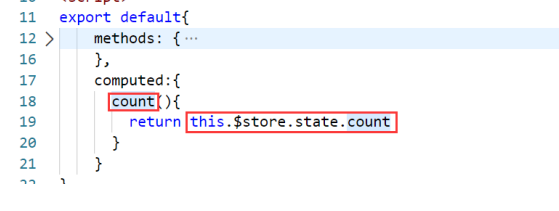 11 export default{
12 > methods: { ···
16 },
17 computed:{
18 count(){
19 return this.$store.state.count
20 }
21 }